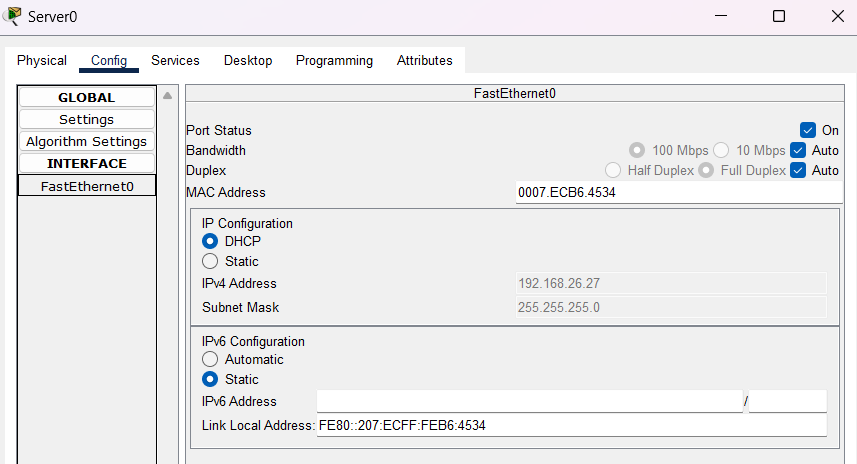 Server0
Physical Config Services Desktop Programming Attributes
GLOBAL
Settings
Algorithm Settings
INTERFACE
FastEthernet0
FastEthernet0
Port Status On
Bandwidth 100 Mbps 10 Mbps Auto
Duplex Half Duplex Full Duplex Auto
MAC Address 0007.ECB6.4534
IP Configuration
DHCP
Static
IPv4 Address 192.168.26.27
Subnet Mask 255.255.255.0
IPv6 Configuration
Automatic
Static
IPv6 Address /
Link Local Address: FE80::207:ECFF:FEB6:4534